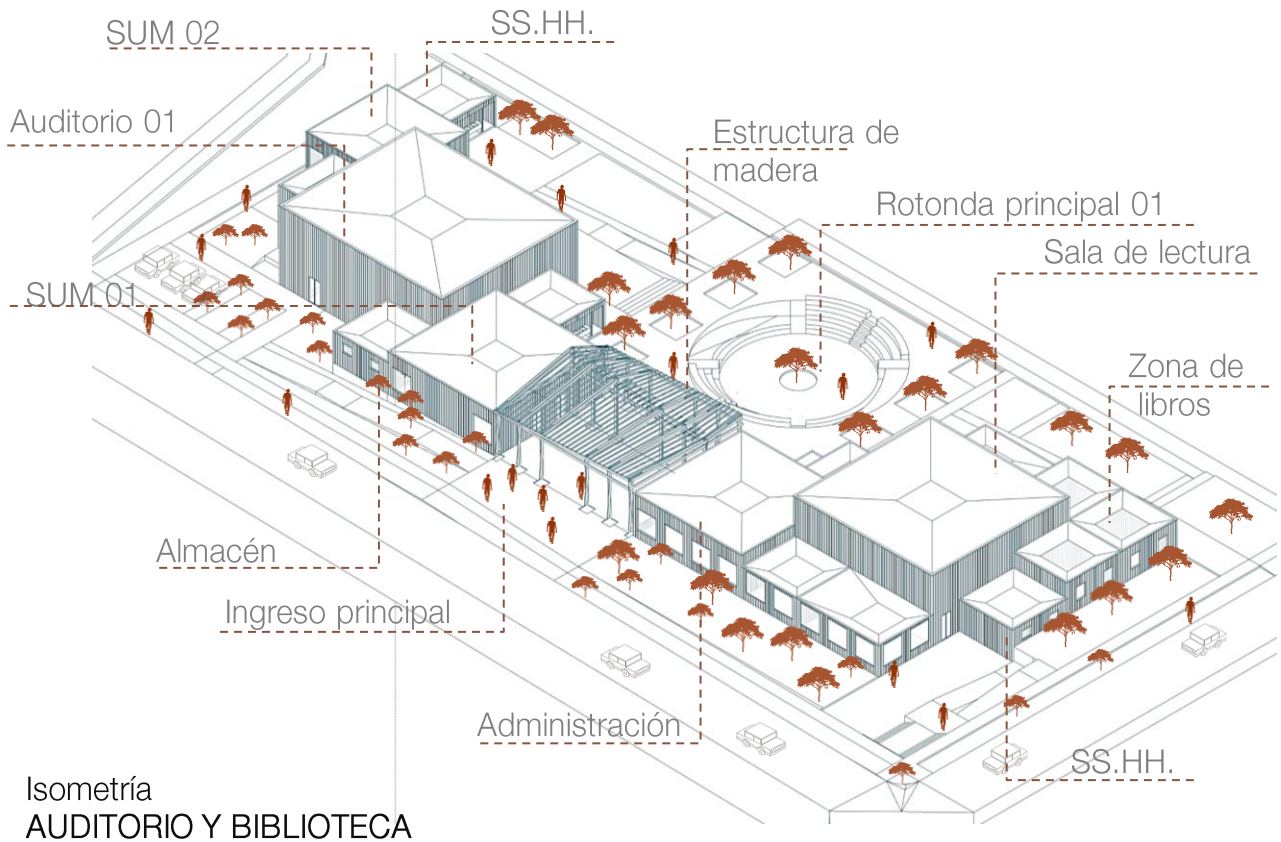 SUM 02
SS.HH.
Auditorio 01
Estructura de
madera
Rotonda principal 01
Sala de lectura
SUM 01
Zona de
libros
Almacén
Ingreso principal
Administración
SS.HH.
Isometría
AUDITORIO Y BIBLIOTECA